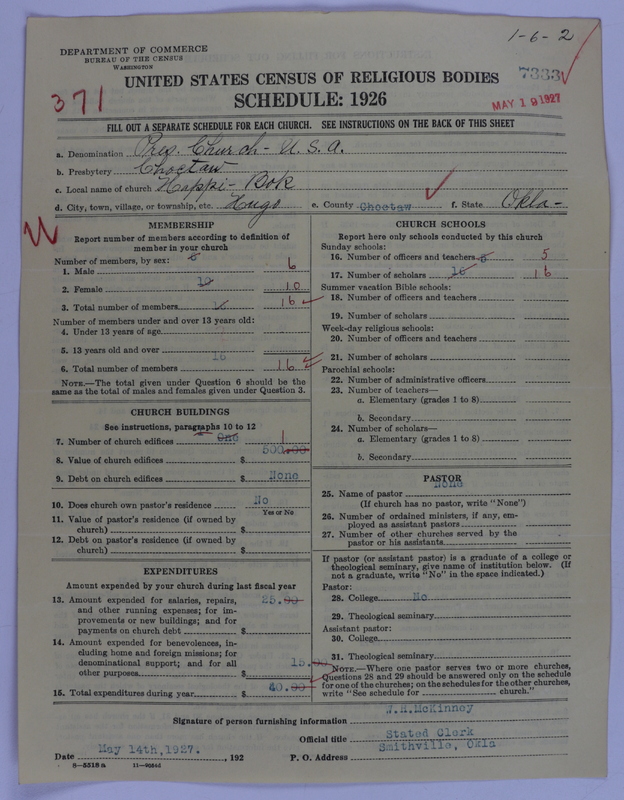 1-6-2
DEPARTMENT OF COMMERCE
BUREAU OF THE CENSUS
WASHINGTON
7333
371
UNITED STATES CENSUS OF RELIGIOUS BODIES
SCHEDULE: 1926
MAY 19 1927
FILL OUT A SEPARATE SCHEDULE FOR EACH CHURCH. SEE INSTRUCTIONS ON THE BACK OF THIS SHEET
a. Denomination Pres. Church - U.S.A.
b. Presbytery Choctaw
c. Local name of church Happi-Bok
d. City, town, village, or township, etc. Hugo e. County Choctaw f. State Okla-
MEMBERSHIP
Report number of members according to definition of
member in your church
Number of members, by sex:
1. Male 6 6
2. Female 10 10
3. Total number of members 16
Number of members under and over 13 years old:
4. Under 13 years of age
5. 13 years old and over
6. Total number of members 16 16
NOTE.—The total given under Question 6 should be the
same as the total of males and females given under Question 3.
CHURCH BUILDINGS
See instructions, paragraphs 10 to 12
7. Number of church edifices One 1
8. Value of church edifices $ 500.00
9. Debt on church edifices $ None
10. Does church own pastor's residence No
Yes or No
11. Value of pastor's residence (if owned by
church) $
12. Debt on pastor's residence (if owned by
church) $
EXPENDITURES
Amount expended by your church during last fiscal year
13. Amount expended for salaries, repairs,
and other running expenses; for im-
provements or new buildings; and for
payments on church debt $ 25.00
14. Amount expended for benevolences, in-
cluding home and foreign missions; for
denominational support; and for all
other purposes $ 15.00
15. Total expenditures during year $ 40.00
CHURCH SCHOOLS
Report here only schools conducted by this church
Sunday schools:
16. Number of officers and teachers 5
17. Number of scholars 16 16
Summer vacation Bible schools:
18. Number of officers and teachers
19. Number of scholars
Week-day religious schools:
20. Number of officers and teachers
21. Number of scholars
Parochial schools:
22. Number of administrative officers
23. Number of teachers—
a. Elementary (grades 1 to 8)
b. Secondary
24. Number of scholars—
a. Elementary (grades 1 to 8)
b. Secondary
PASTOR
25. Name of pastor None
(If church has no pastor, write "None")
26. Number of ordained ministers, if any, em-
ployed as assistant pastors
27. Number of other churches served by the
pastor or his assistants
If pastor (or assistant pastor) is a graduate of a college or
theological seminary, give name of institution below. (If
not a graduate, write "No" in the space indicated.)
Pastor:
28. College No
29. Theological seminary
Assistant pastor:
30. College
31. Theological seminary
NOTE.—Where one pastor serves two or more churches,
Questions 28 and 29 should be answered only on the schedule
for one of the churches; on the schedules for the other churches,
write "See schedule for church."
Signature of person furnishing information W.H.McKinney
Official title Stated Clerk
Date May 14th,1927. , 192 P. O. Address Smithville, Okla
8-5318a